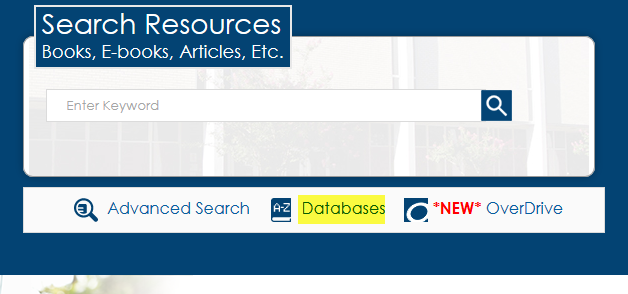 Search Resources
Books, E-books, Articles, Etc.
Enter Keyword
Advanced Search
A-Z Databases
*NEW* OverDrive